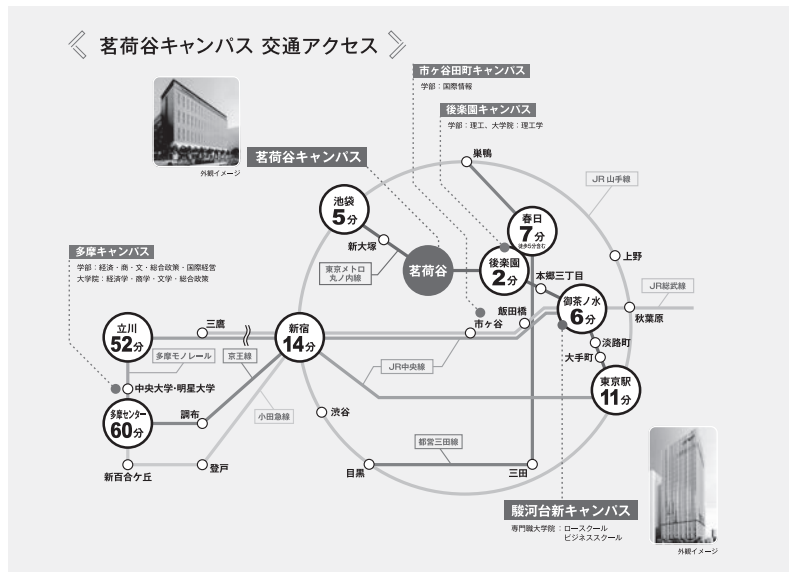 茗荷谷キャンパス 交通アクセス
市ヶ谷田町キャンパス
学部：国際情報
後楽園キャンパス
学部：理工、大学院：理工学
茗荷谷キャンパス
外観イメージ
巣鴨
JR山手線
池袋
5分
春日
7分
徒歩5分含む
新大塚
多摩キャンパス
学部：経済・商・文・総合政策・国際経営
大学院：経済学・商学・文学・総合政策
東京メトロ
丸ノ内線
茗荷谷
後楽園
2分
上野
本郷三丁目
JR総武線
御茶ノ水
6分
秋葉原
飯田橋
市ヶ谷
立川
52分
三鷹
新宿
14分
淡路町
大手町
多摩モノレール
京王線
JR中央線
東京駅
11分
中央大学・明星大学
多摩センター
60分
調布
小田急線
渋谷
都営三田線
新百合ケ丘
登戸
目黒
三田
駿河台新キャンパス
専門職大学院：ロースクール
ビジネススクール
外観イメージ